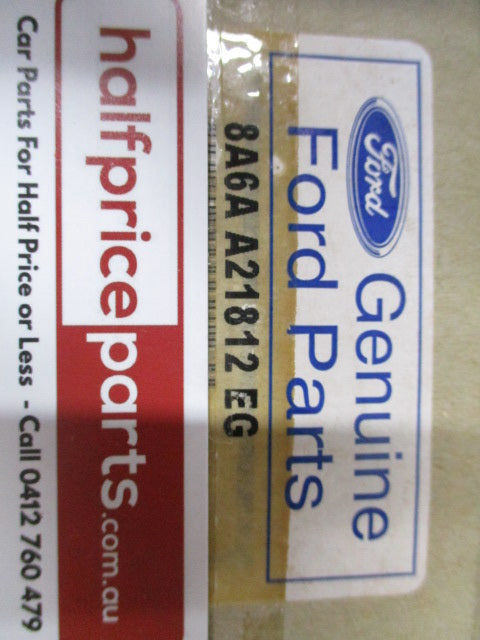 Ford Genuine
Ford Parts
8A6A A21812 EG
halfpriceparts.com.au
Car Parts For Half Price or Less - Call 0412 760 479